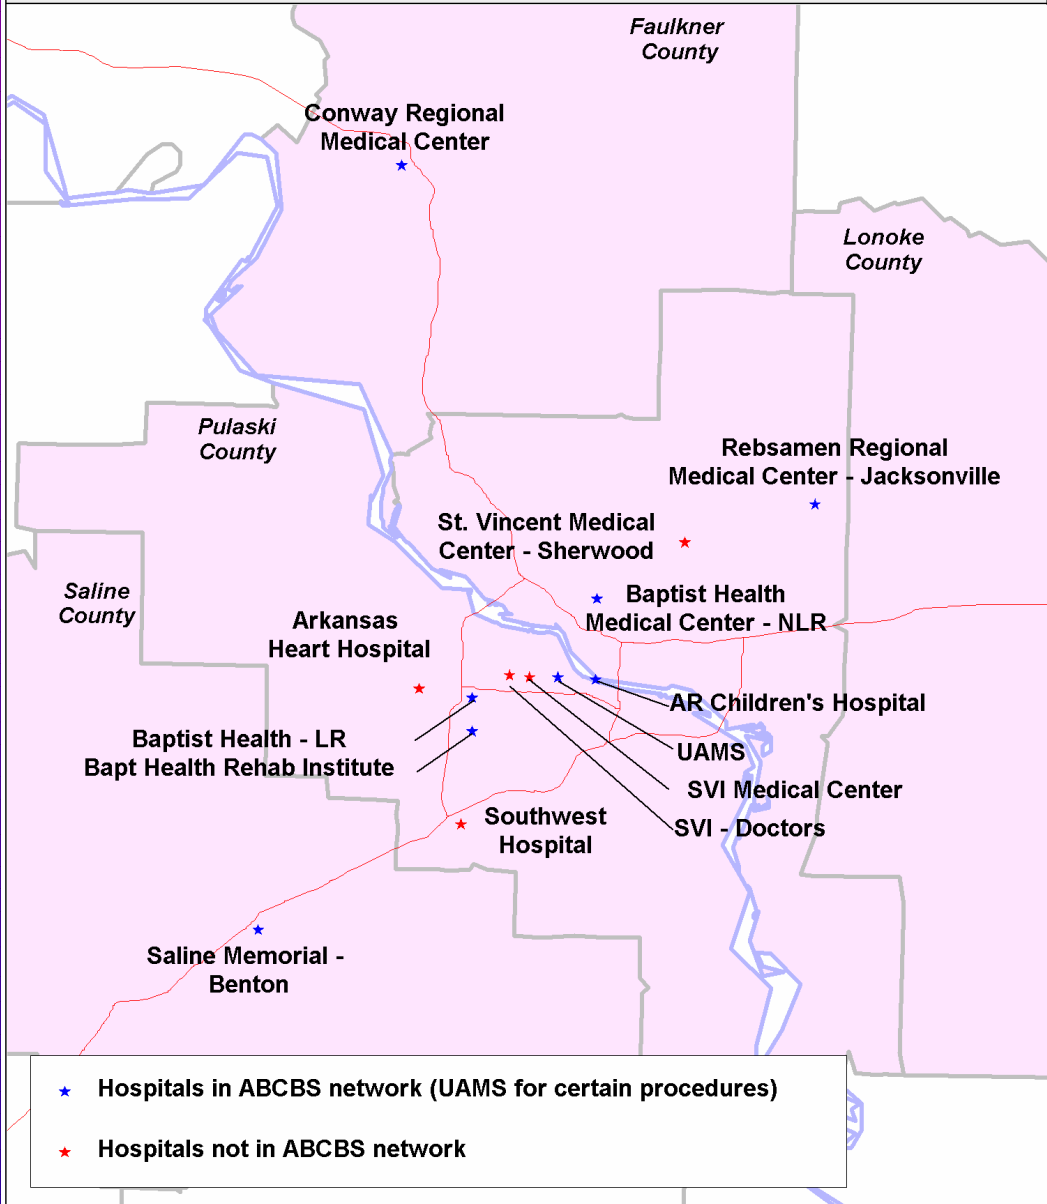 Faulkner
County
Conway Regional
Medical Center
Lonoke
County
Pulaski
County
Rebsamen Regional
Medical Center - Jacksonville
St. Vincent Medical
Center - Sherwood
Saline
County
Baptist Health
Medical Center - NLR
Arkansas
Heart Hospital
AR Children's Hospital
Baptist Health - LR
Bapt Health Rehab Institute
UAMS
SVI Medical Center
SVI - Doctors
Southwest
Hospital
Saline Memorial -
Benton
Hospitals in ABCBS network (UAMS for certain procedures)
Hospitals not in ABCBS network